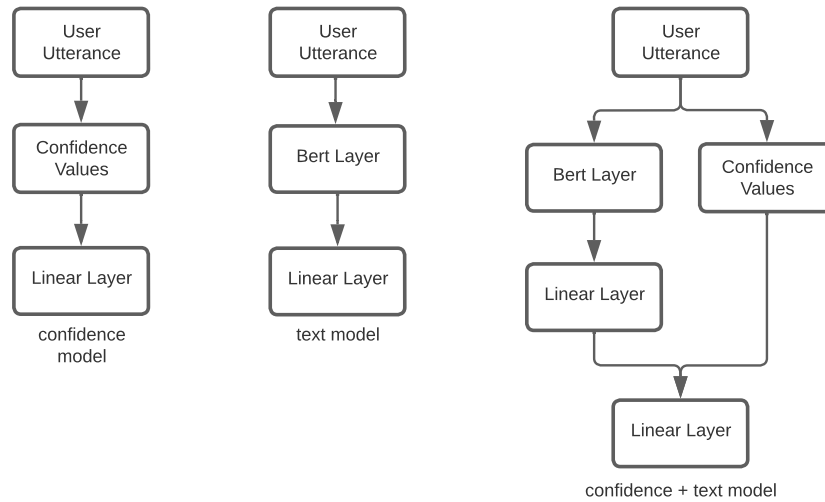 User
Utterance
Confidence
Values
Linear Layer
confidence
model
User
Utterance
Bert Layer
Linear Layer
text model
User
Utterance
Bert Layer
Confidence
Values
Linear Layer
Linear Layer
confidence + text model